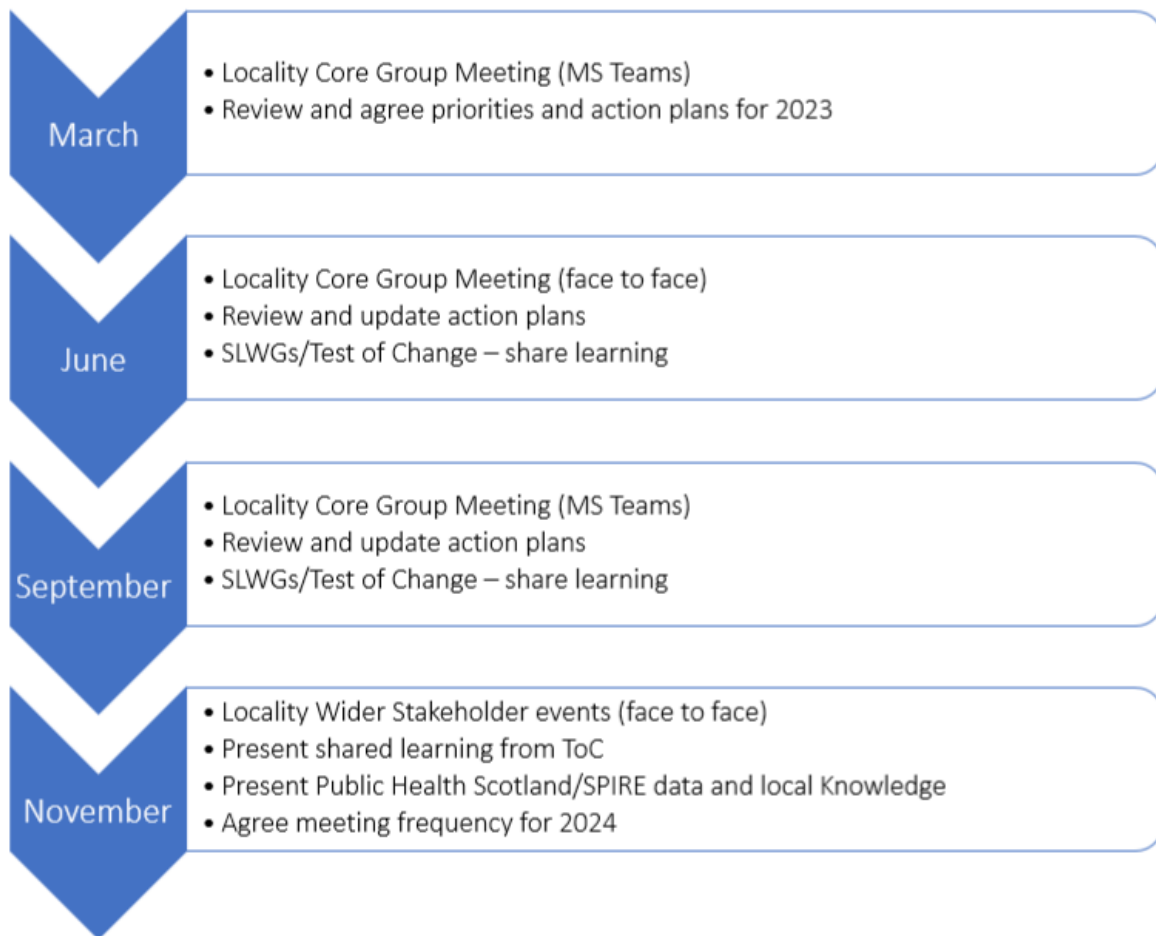 March
• Locality Core Group Meeting (MS Teams)
• Review and agree priorities and action plans for 2023
June
• Locality Core Group Meeting (face to face)
• Review and update action plans
• SLWGs/Test of Change – share learning
September
• Locality Core Group Meeting (MS Teams)
• Review and update action plans
• SLWGs/Test of Change – share learning
November
• Locality Wider Stakeholder events (face to face)
• Present shared learning from ToC
• Present Public Health Scotland/SPIRE data and local Knowledge
• Agree meeting frequency for 2024